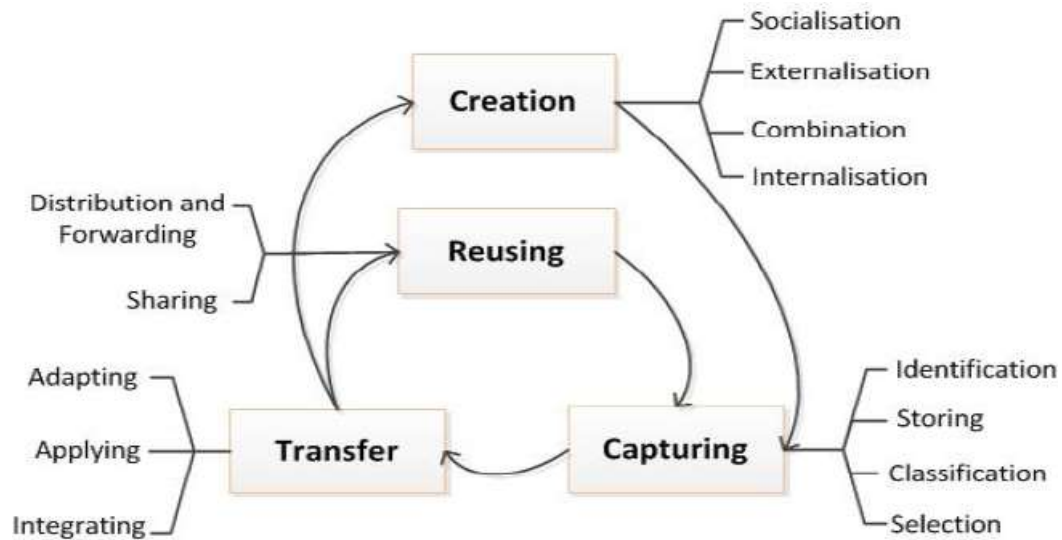 Socialisation
Externalisation
Combination
Internalisation
Creation
Distribution and
Forwarding
Sharing
Reusing
Adapting
Applying
Integrating
Transfer
Capturing
Identification
Storing
Classification
Selection